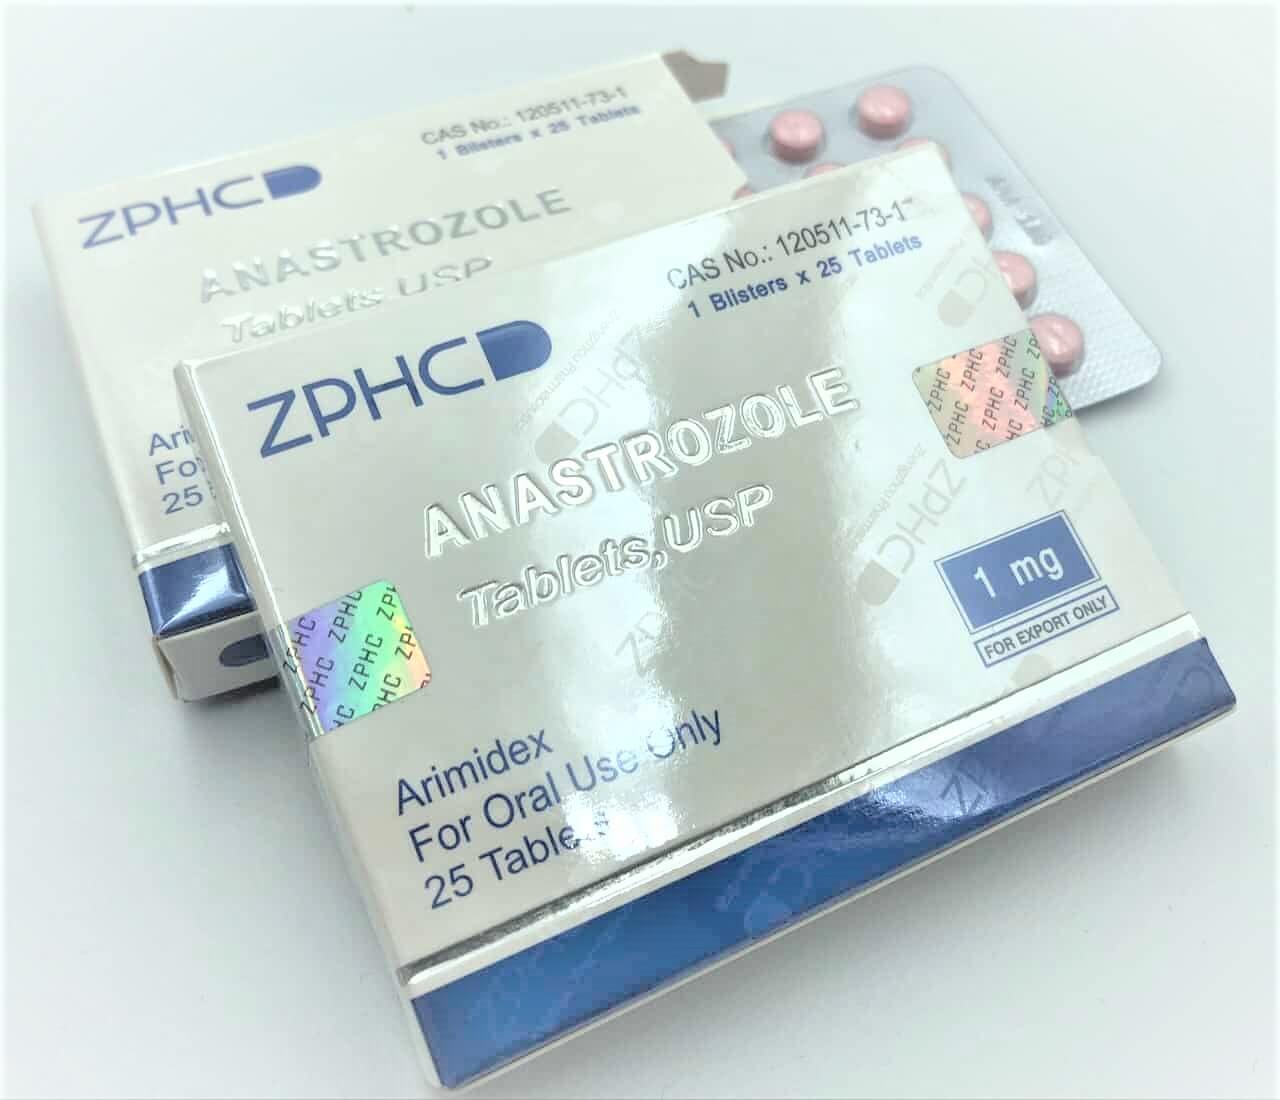 ZPHC
CAS No.: 120511-73-1
1 Blisters x 25 Tablets
ANASTROZOLE
Tablets USP
Ari
Fo
25
ZPHC
CAS No.: 120511-73-1
1 Blisters x 25 Tablets
ANASTROZOLE
Tablets,USP
ZPHC ZPHC ZPHC
ZPHC ZPHC ZPHC
1 mg
FOR EXPORT ONLY
Arimidex
For Oral Use Only
25 Tablets